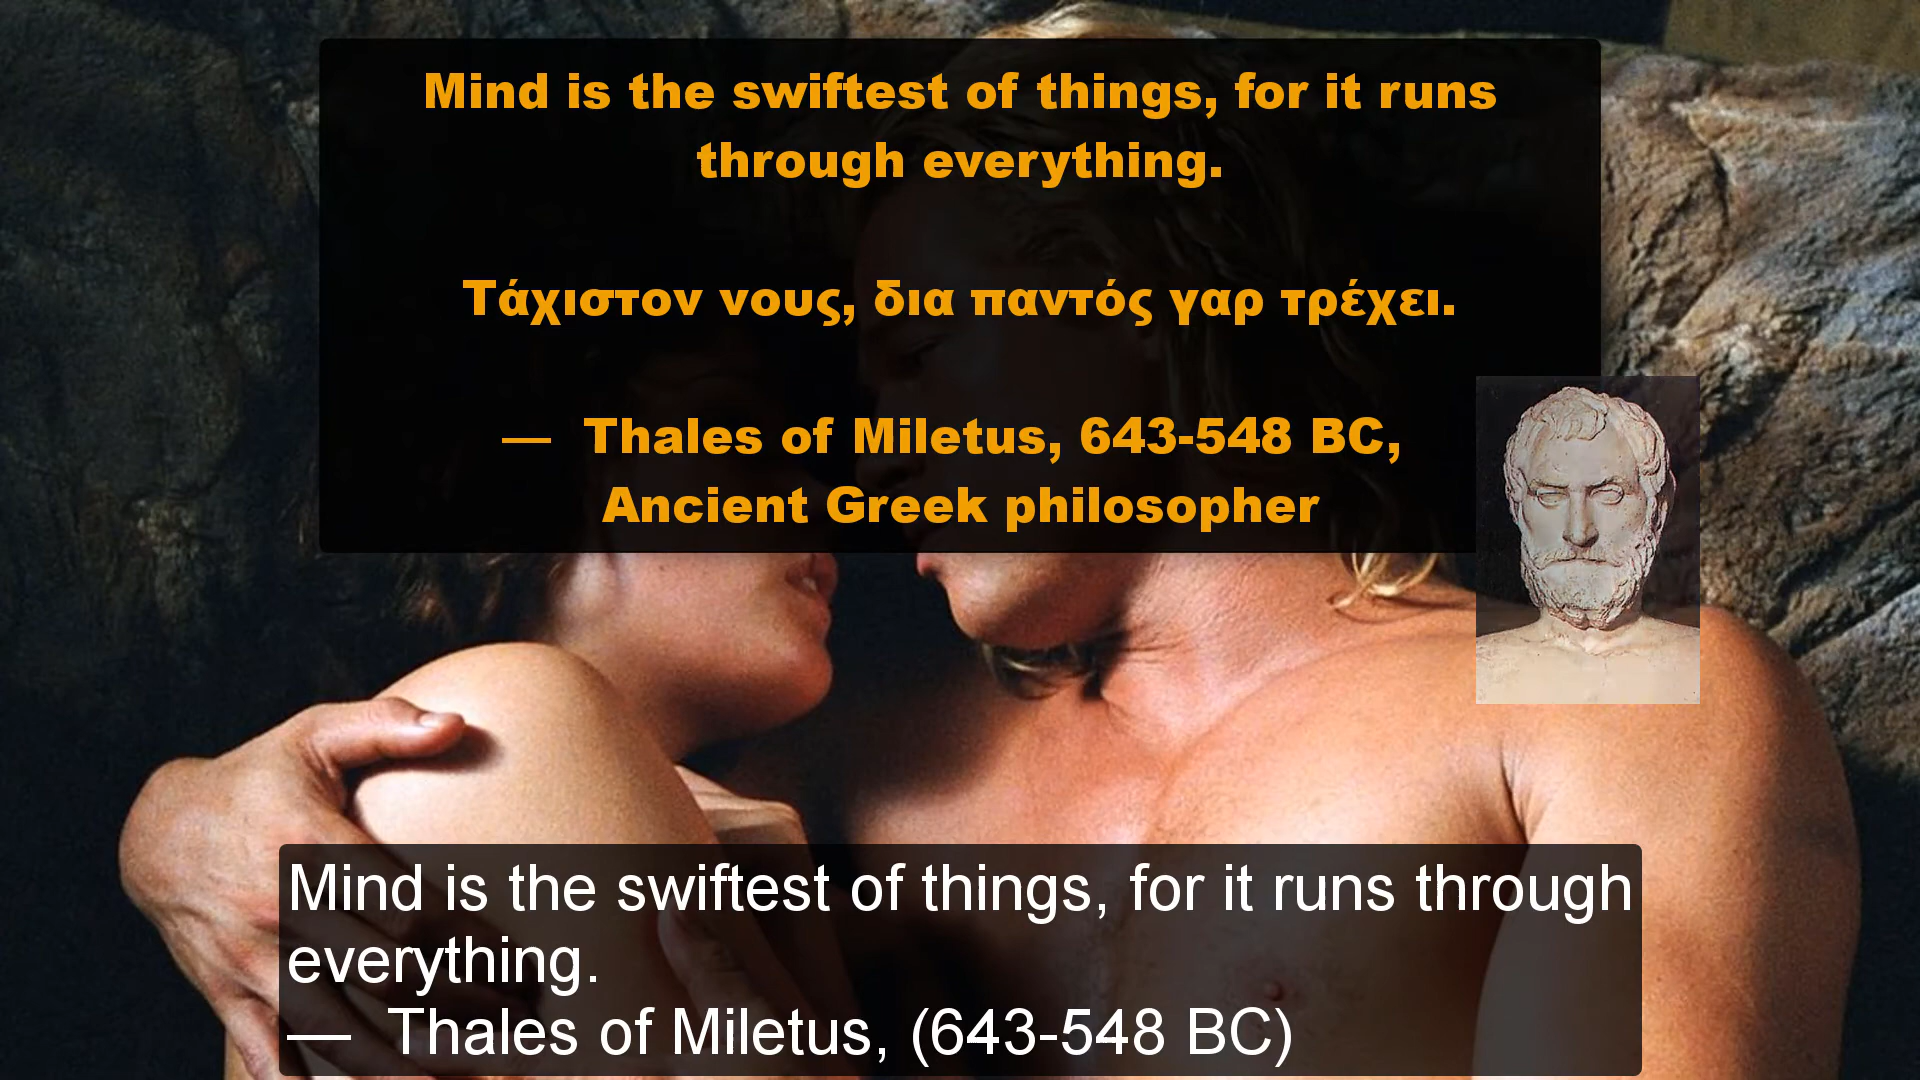 Mind is the swiftest of things, for it runs
through everything.
Τάχιστον νους, δια παντός γαρ τρέχει.
— Thales of Miletus, 643-548 BC,
Ancient Greek philosopher
Mind is the swiftest of things, for it runs through
everything.
— Thales of Miletus, (643-548 BC)